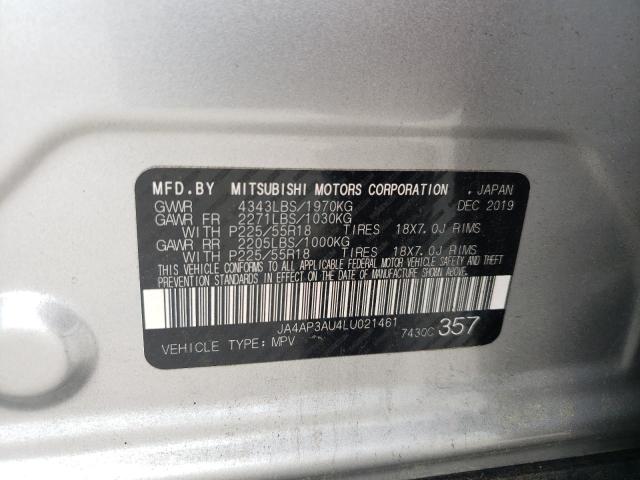 MFD.BY MITSUBISHI MOTORS CORPORATION . JAPAN
GVWR 4343LBS/1970KG DEC 2019
GAWR FR 2271LBS/1030KG
WITH P225/55R18 TIRES 18X7.0J RIMS
GAWR RR 2205LBS/1000KG
WITH P225/55R18 TIRES 18X7.0J RIMS
THIS VEHICLE CONFORMS TO ALL APPLICABLE FEDERAL MOTOR VEHICLE SAFETY AND THEFT
PREVENTION STANDARDS IN EFFECT ON THE DATE OF MANUFACTURE SHOWN ABOVE.
JA4AP3AU4LU021461
VEHICLE TYPE: MPV 7430C 357